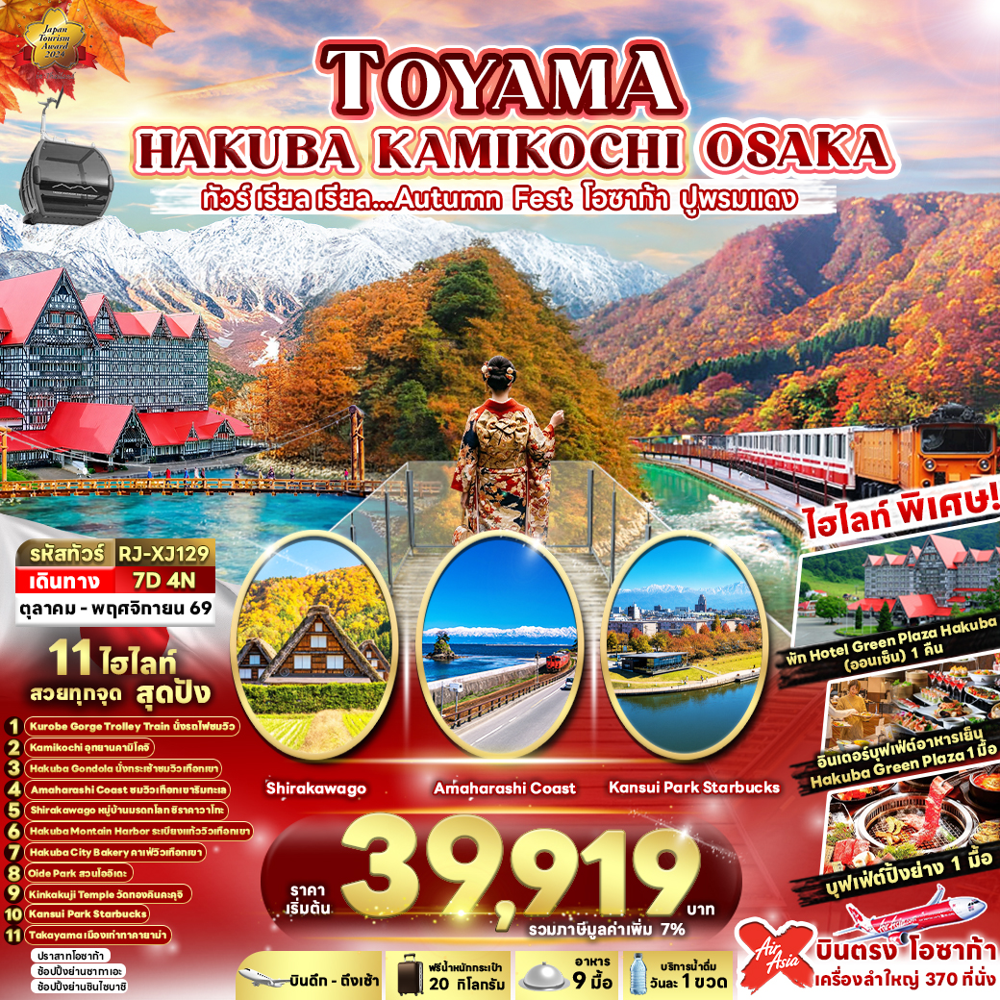 Japan
Tourism
Award
2024
TOYAMA
HAKUBA KAMIKOCHI OSAKA
ทัวร์ เรียล เรียล...Autumn Fest โอซาก้า ปูพรมแดง
รหัสทัวร์ RJ-XJ129
เดินทาง 7D 4N
ตุลาคม - พฤศจิกายน 69
11 ไฮไลท์
สวยทุกจุด สุดปัง
1 Kurobe Gorge Trolley Train นั่งรถไฟชมวิว
2 Kamikochi อุทยานคามิโคจิ
3 Hakuba Gondola นั่งกระเช้าชมวิวเทือกเขา
4 Amaharashi Coast ชมวิวเทือกเขาริมทะเล
5 Shirakawago หมู่บ้านมรดกโลก ชิราคาวาโกะ
6 Hakuba Montain Harbor ระเบียงแก้ววิวเทือกเขา
7 Hakuba City Bakery คาเฟ่วิวเทือกเขา
8 Oide Park สวนโออิเดะ
9 Kinkakuji Temple วัดทองคินคะคุจิ
10 Kansui Park Starbucks
11 Takayama เมืองเก่าทาคายาม่า
ปราสาทโอซาก้า
ช้อปปิ้งย่านซากาเอะ
ช้อปปิ้งย่านชินไซบาชิ
Shirakawago
Amaharashi Coast
Kansui Park Starbucks
ไฮไลท์ พิเศษ!
พัก Hotel Green Plaza Hakuba
(ออนเซ็น) 1 คืน
อินเตอร์บุฟเฟ่ต์อาหารเย็น
Hakuba Green Plaza 1 มื้อ
บุฟเฟ่ต์ปิ้งย่าง 1 มื้อ
ราคา
เริ่มต้น
39,919
บาท
รวมภาษีมูลค่าเพิ่ม 7%
บินดึก - ถึงเช้า
ฟรีน้ำหนักกระเป๋า
20 กิโลกรัม
อาหาร
9 มื้อ
บริการน้ำดื่ม
วันละ 1 ขวด
Air
Asia
AirAsia
บินตรง โอซาก้า
เครื่องลำใหญ่ 370 ที่นั่ง